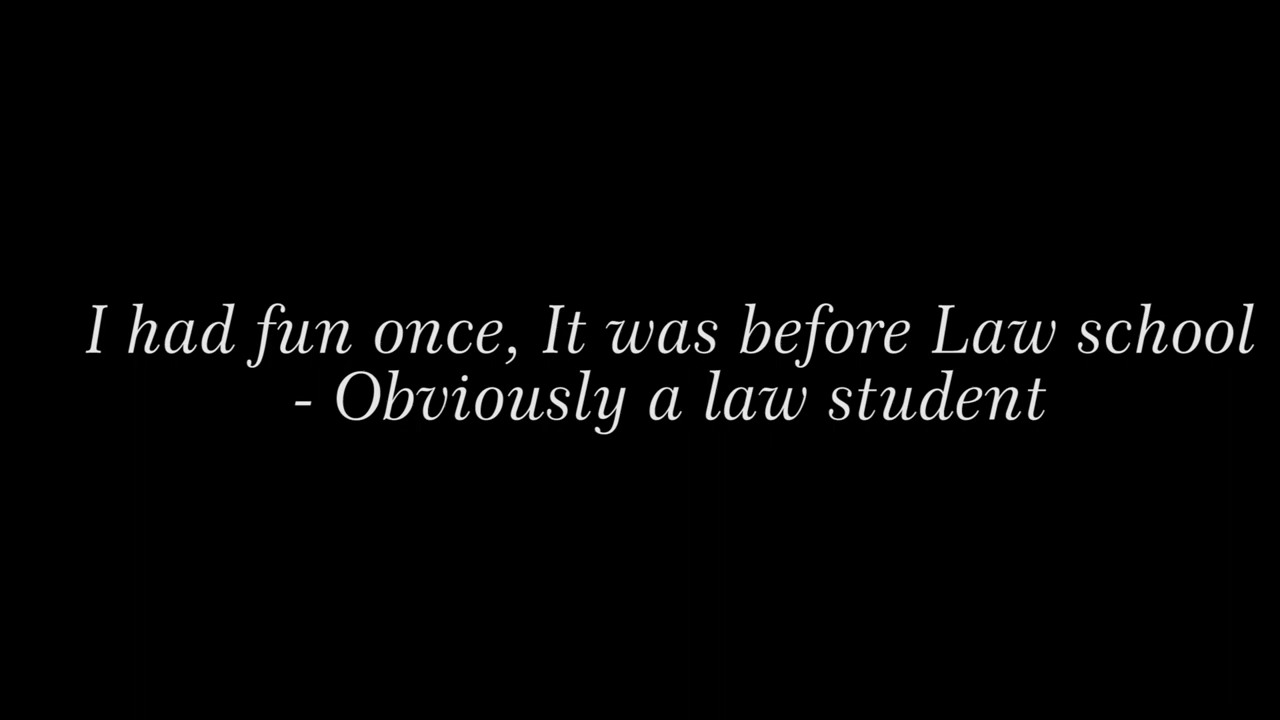 I had fun once, It was before Law school
- Obviously a law student